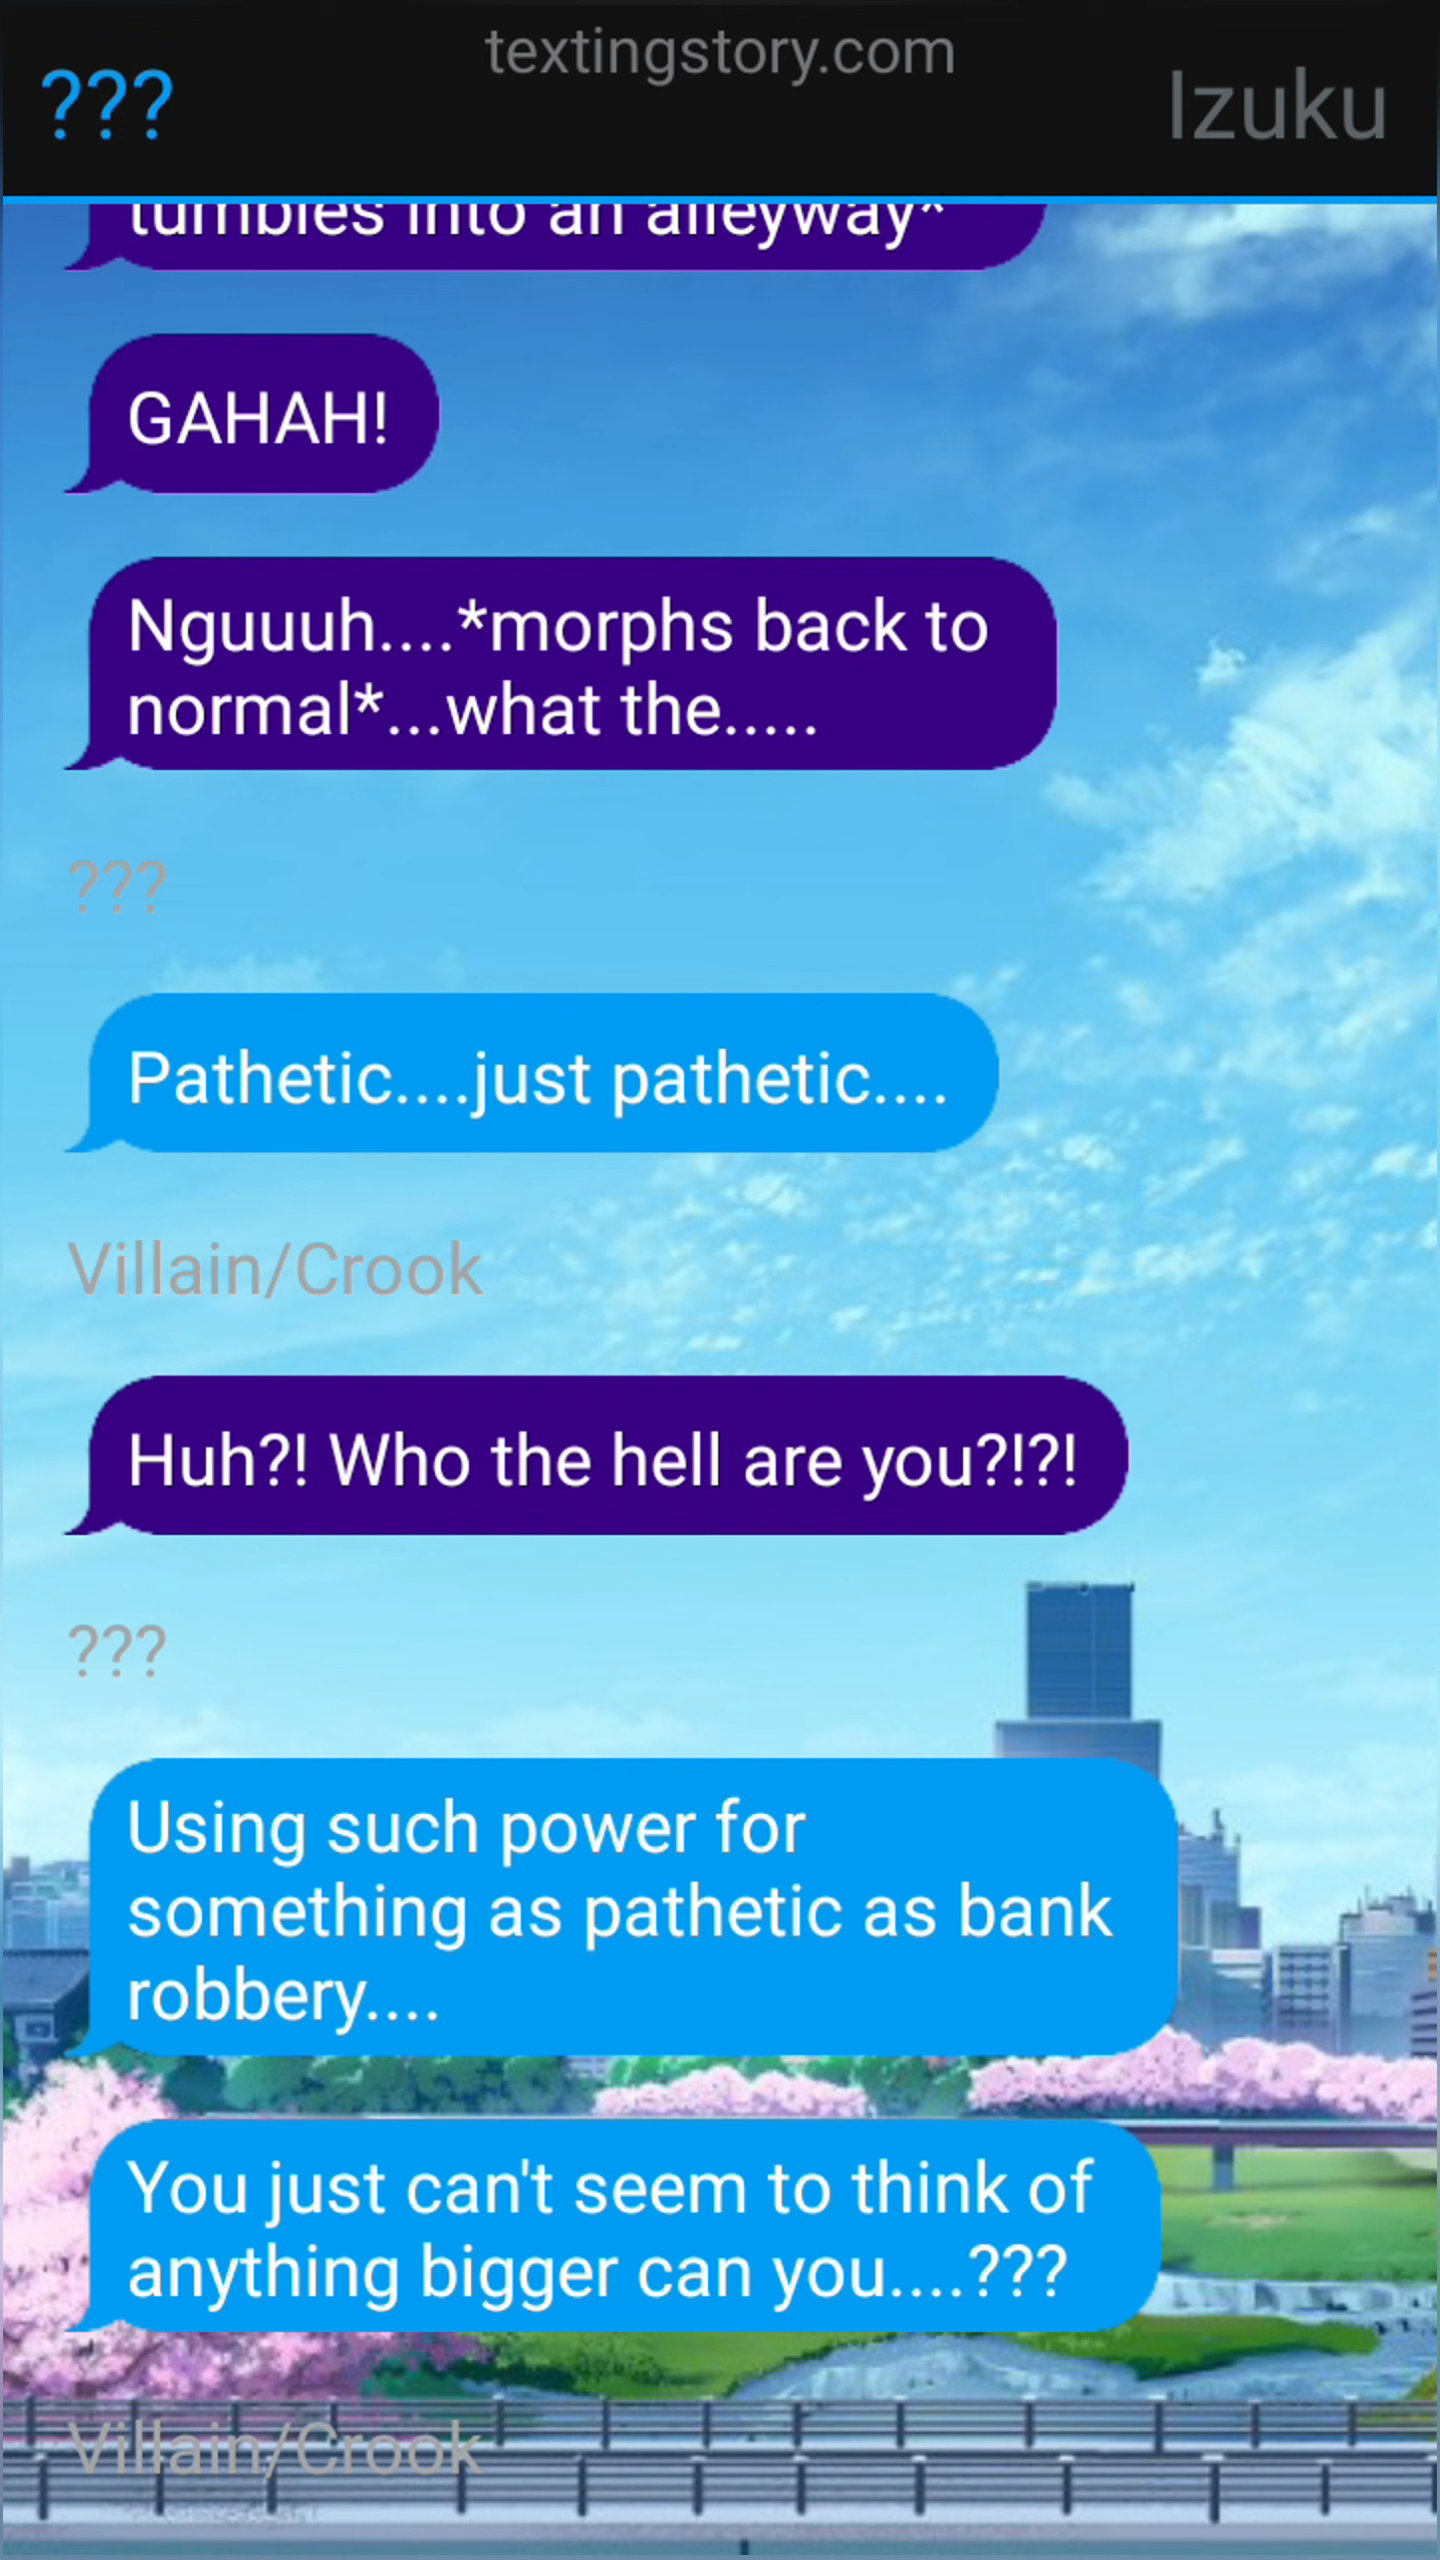 textingstory.com
???
Izuku
tumbles into an alleyway*
GAHAH!
Nguuuh....*morphs back to
normal*...what the.....
???
Pathetic....just pathetic....
Villain/Crook
Huh?! Who the hell are you?!?!
???
Using such power for
something as pathetic as bank
robbery....
You just can't seem to think of
anything bigger can you....???
Villain/Crook